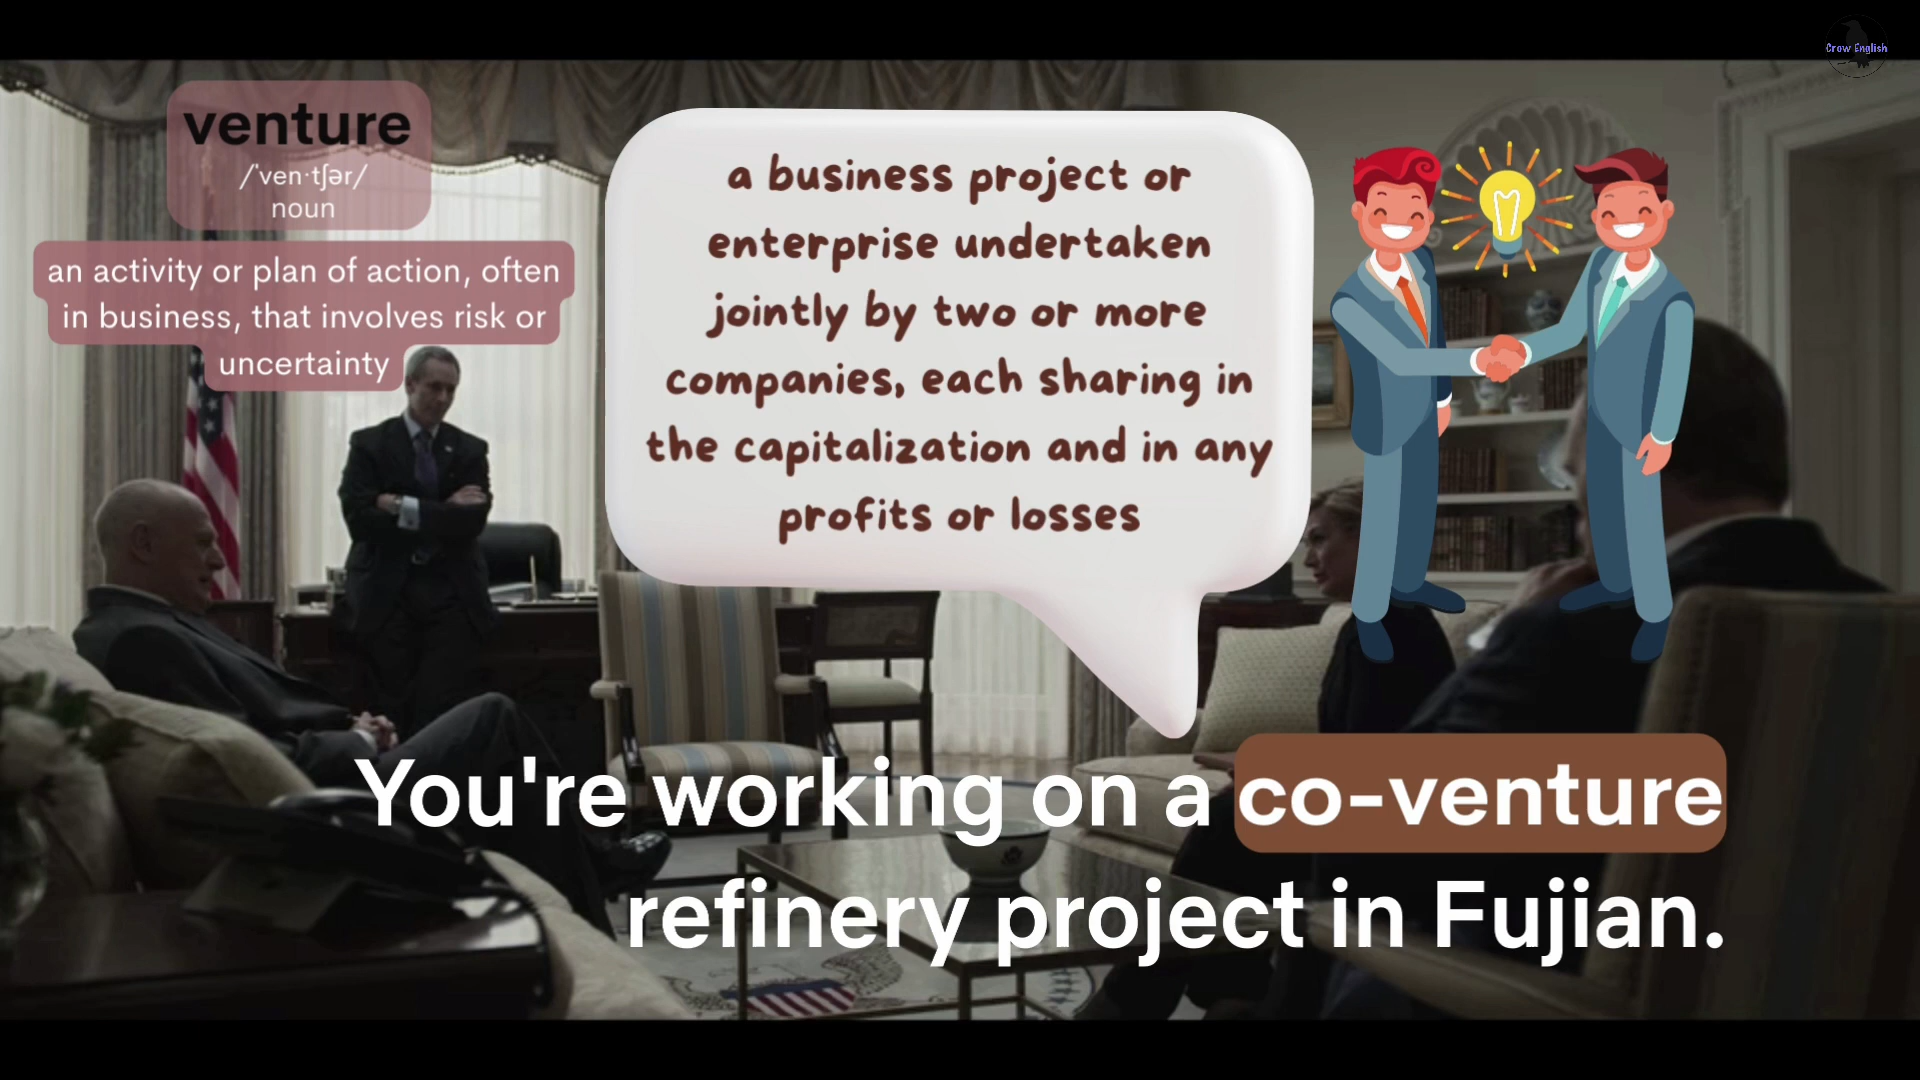 Crow English
venture
/ˈven·tʃər/
noun
an activity or plan of action, often
in business, that involves risk or
uncertainty
a business project or
enterprise undertaken
jointly by two or more
companies, each sharing in
the capitalization and in any
profits or losses
You're working on a co-venture
refinery project in Fujian.